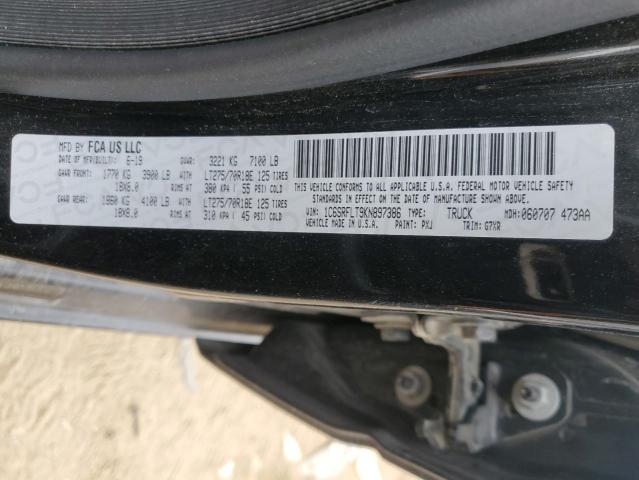 MFD BY FCA US LLC
DATE OF MFR(BUILT): 6-19 GVWR: 3221 KG 7100 LB
GAWR FRONT: 1770 KG 3900 LB WITH LT275/70R18E 125 TIRES
18X8.0 RIMS AT 380 KPA ( 55 PSI) COLD
GAWR REAR: 1860 KG 4100 LB WITH LT275/70R18E 125 TIRES
18X8.0 RIMS AT 310 KPA ( 45 PSI) COLD
THIS VEHICLE CONFORMS TO ALL APPLICABLE U.S.A. FEDERAL MOTOR VEHICLE SAFETY
STANDARDS IN EFFECT ON THE DATE OF MANUFACTURE SHOWN ABOVE.
VIN: 1C6SRFLT9KN897386 TYPE: TRUCK MDH: 060707 473AA
VEHICLE MADE IN U.S.A. PAINT: PXJ TRIM: G7XR